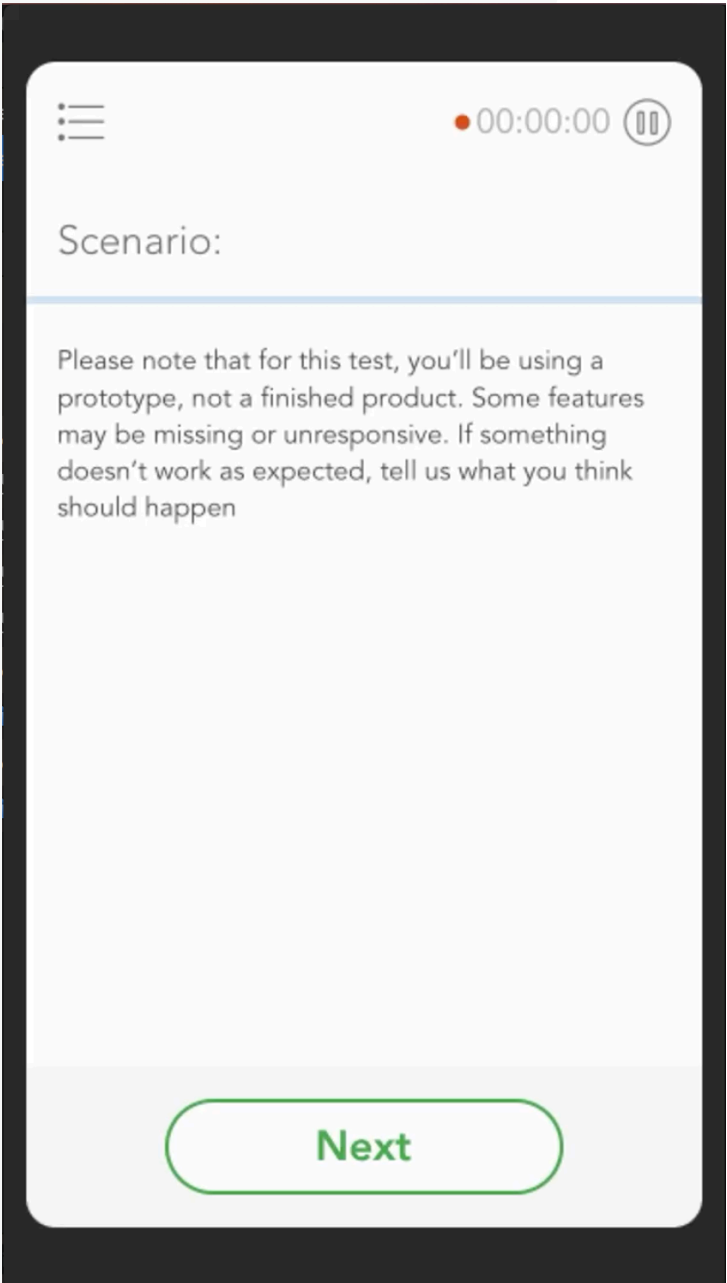 00:00:00
Scenario:
Please note that for this test, you’ll be using a
prototype, not a finished product. Some features
may be missing or unresponsive. If something
doesn’t work as expected, tell us what you think
should happen
Next